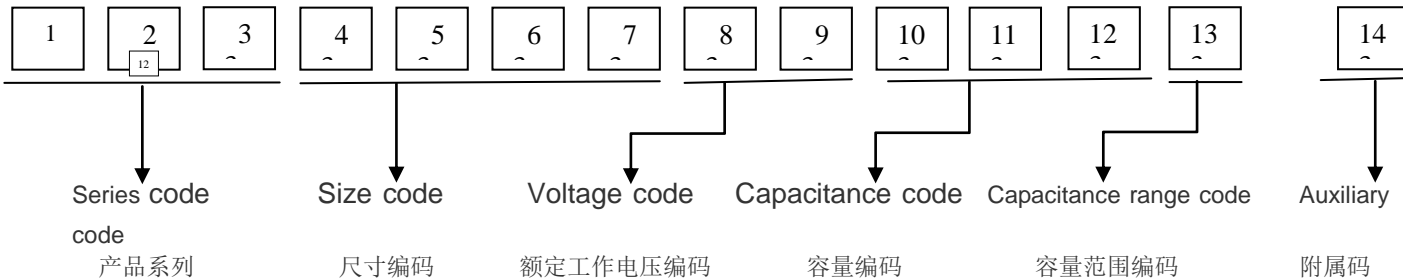 1 2 3 4 5 6 7 8 9 10 11 12 13 14
12
Series code Size code Voltage code Capacitance code Capacitance range code Auxiliary
code
产品系列 尺寸编码 额定工作电压编码 容量编码 容量范围编码 附属码